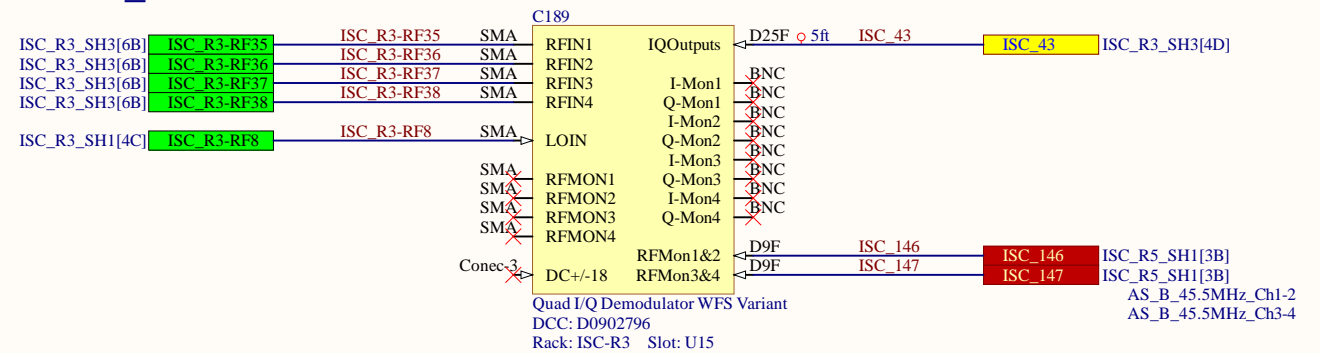 C189
ISC_R3_SH3[6B] ISC_R3-RF35 ISC_R3-RF35 SMA RFIN1 IQOutputs D25F 5ft ISC_43 ISC_43 ISC_R3_SH3[4D]
ISC_R3_SH3[6B] ISC_R3-RF36 ISC_R3-RF36 SMA RFIN2
ISC_R3_SH3[6B] ISC_R3-RF37 ISC_R3-RF37 SMA RFIN3 I-Mon1 BNC
ISC_R3_SH3[6B] ISC_R3-RF38 ISC_R3-RF38 SMA RFIN4 Q-Mon1 BNC
I-Mon2 BNC
ISC_R3_SH1[4C] ISC_R3-RF8 ISC_R3-RF8 SMA LOIN Q-Mon2 BNC
I-Mon3 BNC
SMA RFMON1 Q-Mon3 BNC
SMA RFMON2 I-Mon4 BNC
SMA RFMON3 Q-Mon4 BNC
SMA RFMON4
RFMon1&2 D9F ISC_146 ISC_146 ISC_R5_SH1[3B]
Conec-3 DC+/-18 RFMon3&4 D9F ISC_147 ISC_147 ISC_R5_SH1[3B]
AS_B_45.5MHz_Ch1-2
AS_B_45.5MHz_Ch3-4
Quad I/Q Demodulator WFS Variant
DCC: D0902796
Rack: ISC-R3 Slot: U15